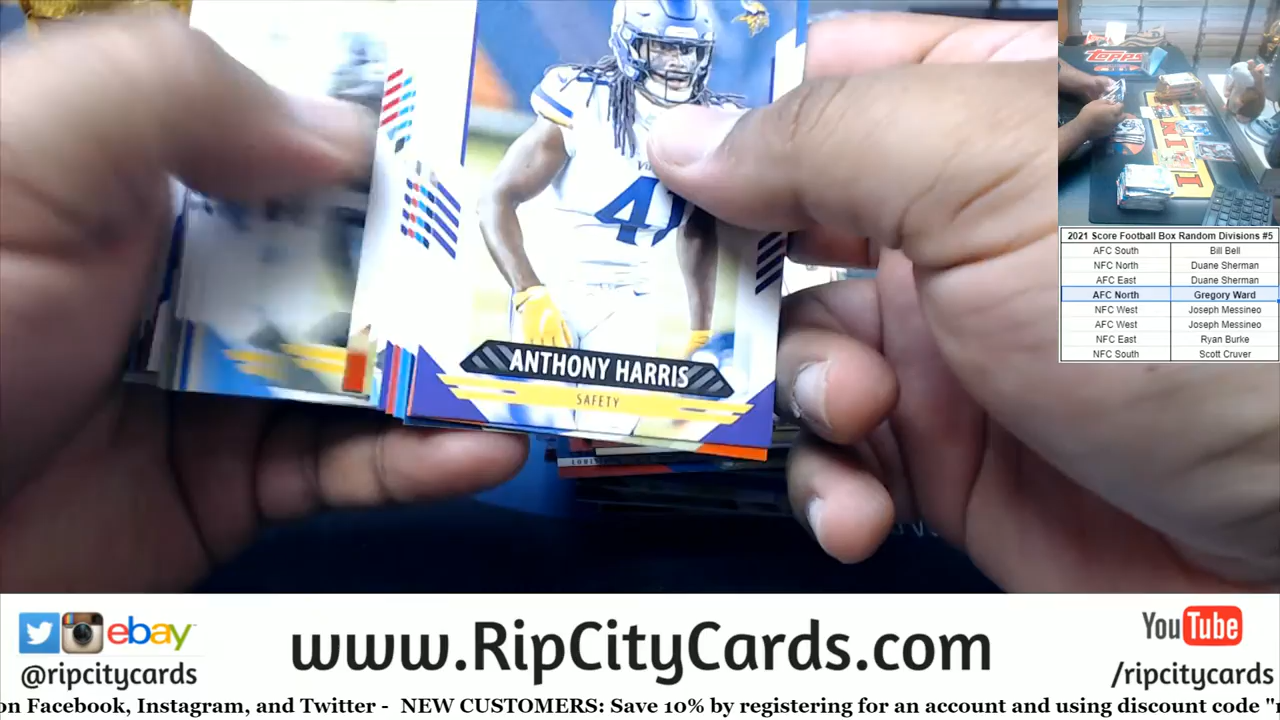 Topps
VI
4
ANTHONY HARRIS
SAFETY
2021 Score Football Box Random Divisions #5
AFC South Bill Bell
NFC North Duane Sherman
AFC East Duane Sherman
AFC North Gregory Ward
NFC West Joseph Messineo
AFC West Joseph Messineo
NFC East Ryan Burke
NFC South Scott Cruver
ebay
@ripcitycards
www.RipCityCards.com
YouTube
/ripcitycards
on Facebook, Instagram, and Twitter - NEW CUSTOMERS: Save 10% by registering for an account and using discount code "